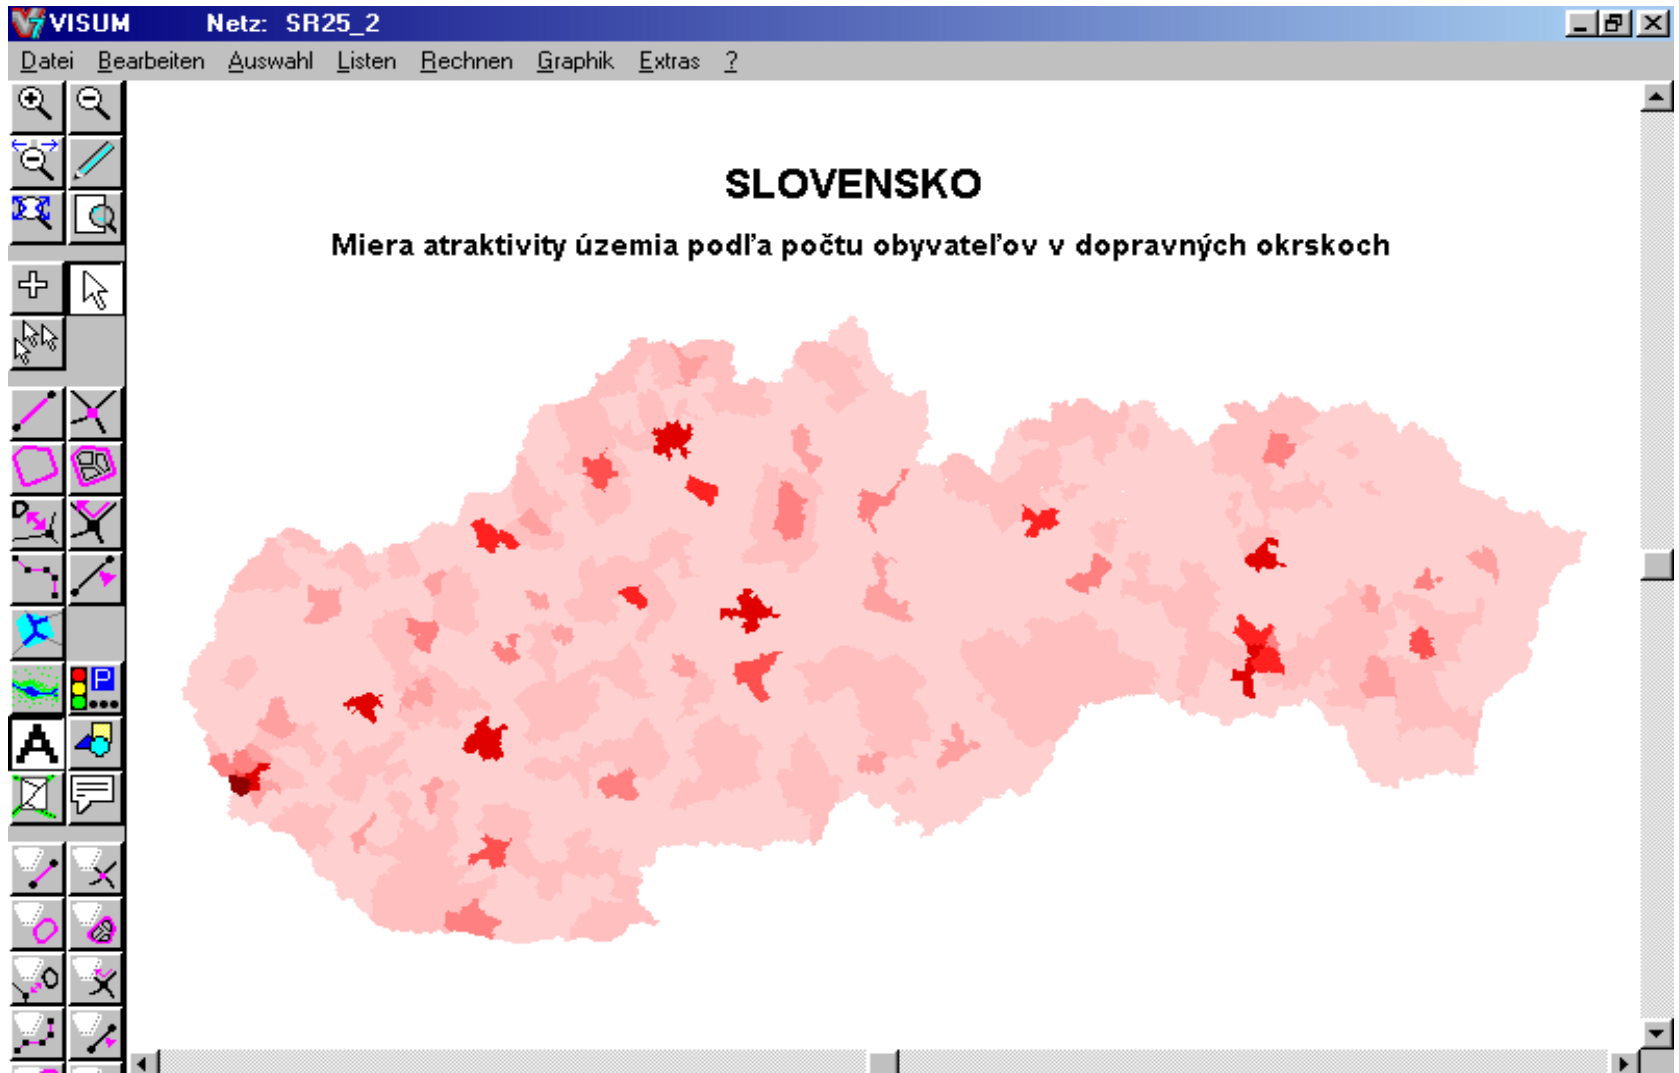 VISUM Netz: SR25_2
Datei Bearbeiten Auswahl Listen Rechnen Graphik Extras ?
SLOVENSKO
Miera atraktivity územia podľa počtu obyvateľov v dopravných okrskoch
D
P
A